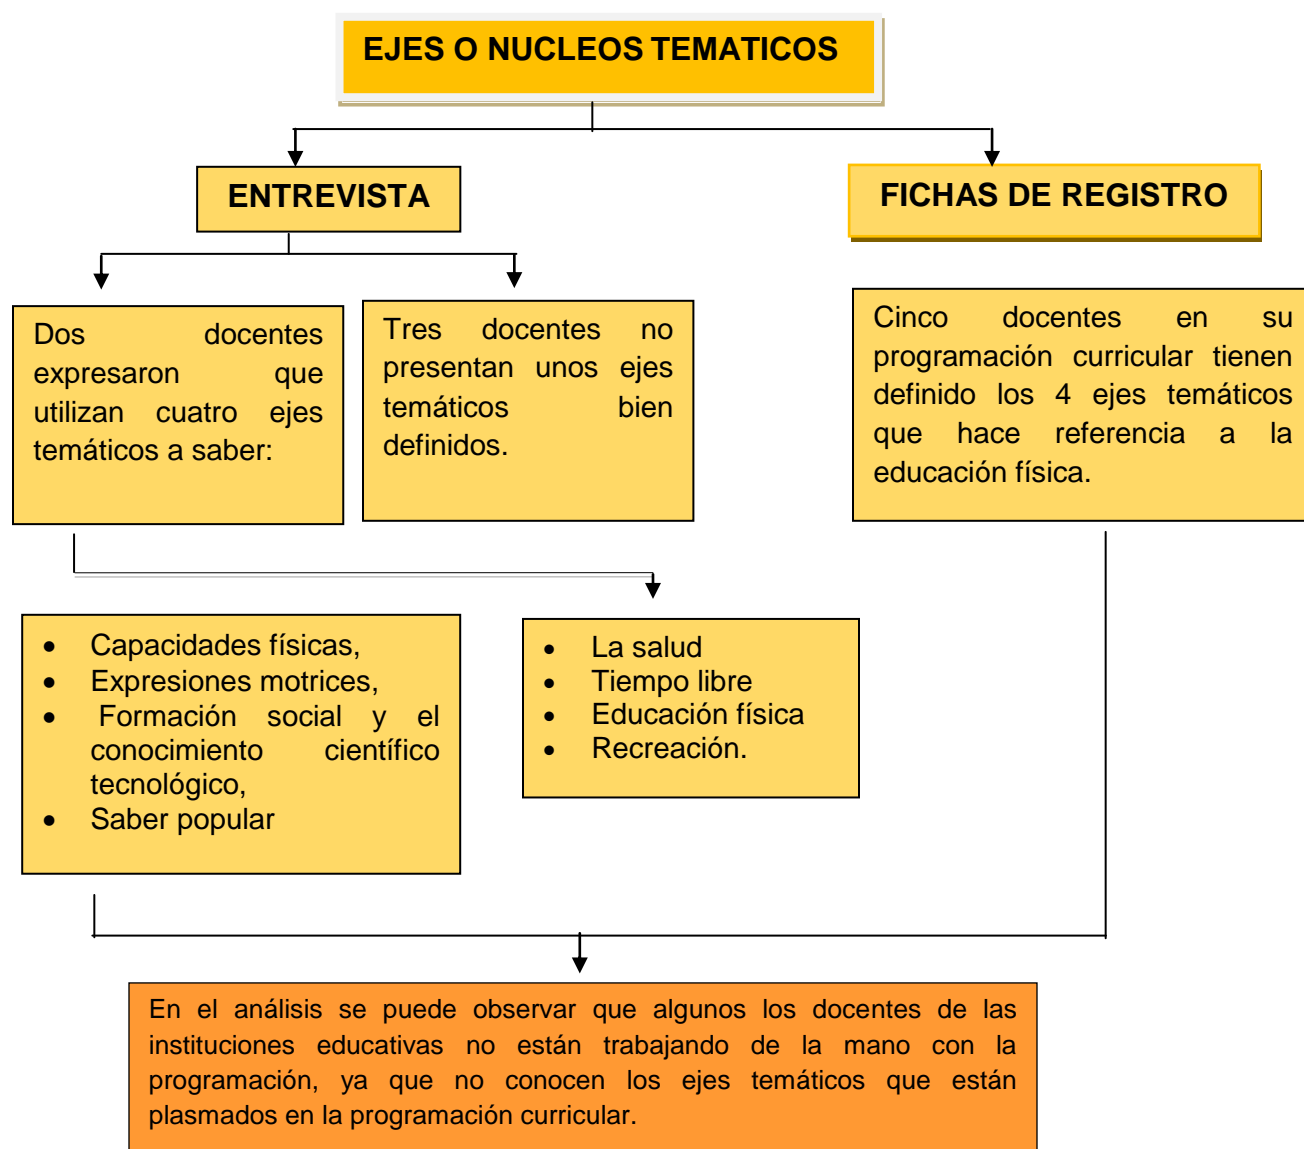 EJES O NUCLEOS TEMATICOS
ENTREVISTA
FICHAS DE REGISTRO
Dos docentes
expresaron que
utilizan cuatro ejes
temáticos a saber:
Tres docentes no
presentan unos ejes
temáticos bien
definidos.
Cinco docentes en su
programación curricular tienen
definido los 4 ejes temáticos
que hace referencia a la
educación física.
• Capacidades físicas,
• Expresiones motrices,
• Formación social y el
conocimiento científico
tecnológico,
• Saber popular
• La salud
• Tiempo libre
• Educación física
• Recreación.
En el análisis se puede observar que algunos los docentes de las
instituciones educativas no están trabajando de la mano con la
programación, ya que no conocen los ejes temáticos que están
plasmados en la programación curricular.